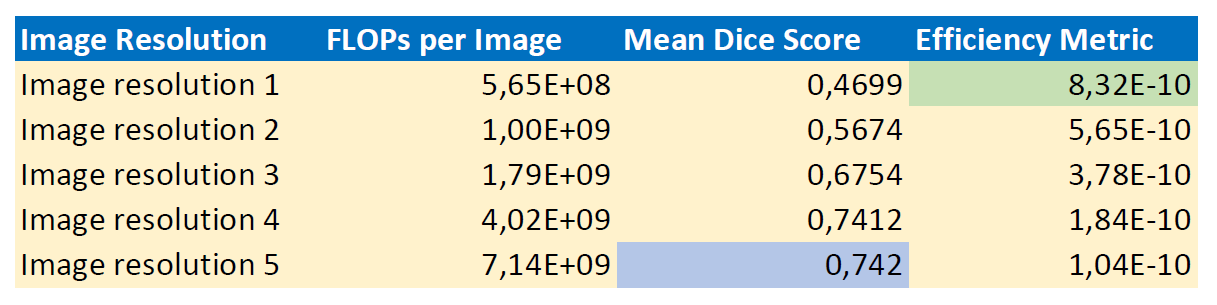 Image Resolution FLOPs per Image Mean Dice Score Efficiency Metric
Image resolution 1 5,65E+08 0,4699 8,32E-10
Image resolution 2 1,00E+09 0,5674 5,65E-10
Image resolution 3 1,79E+09 0,6754 3,78E-10
Image resolution 4 4,02E+09 0,7412 1,84E-10
Image resolution 5 7,14E+09 0,742 1,04E-10